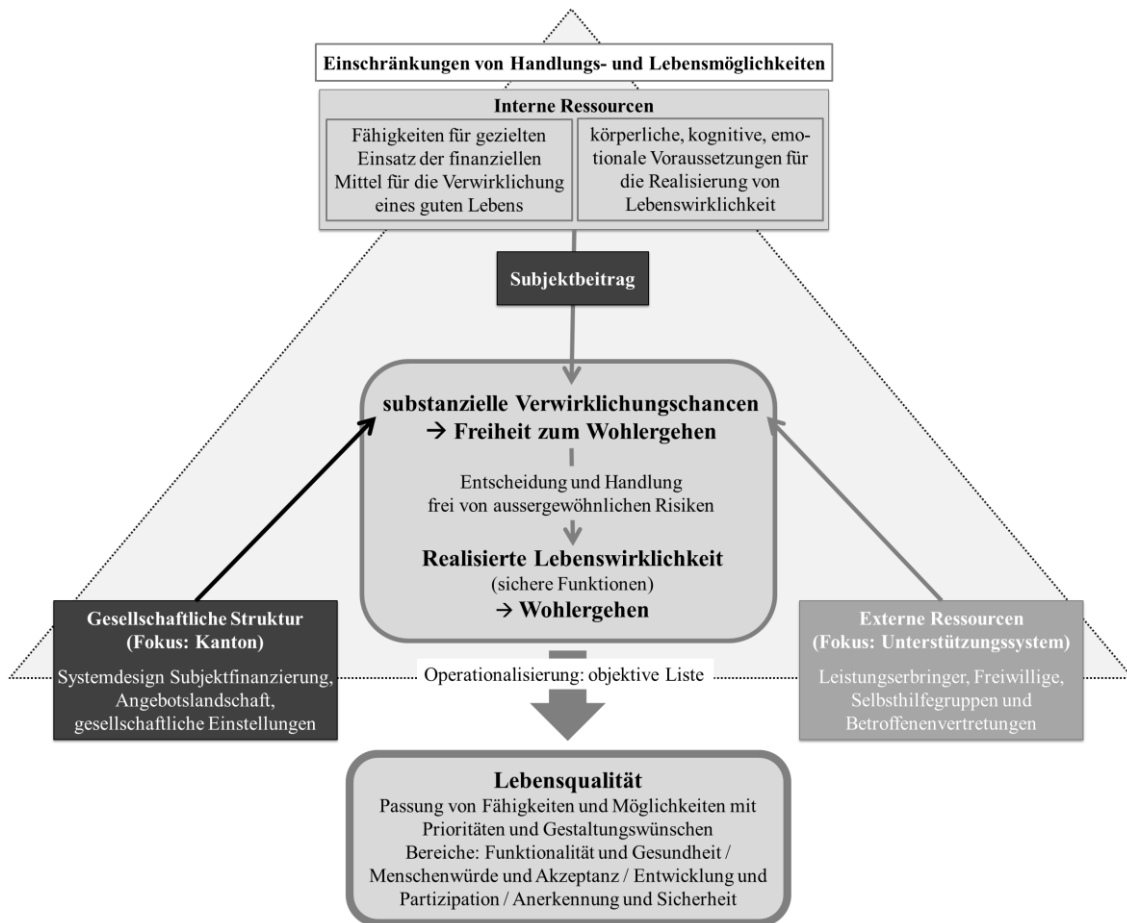 Einschränkungen von Handlungs- und Lebensmöglichkeiten
Interne Ressourcen
Fähigkeiten für gezielten
Einsatz der finanziellen
Mittel für die Verwirklichung
eines guten Lebens
körperliche, kognitive, emo-
tionale Voraussetzungen für
die Realisierung von
Lebenswirklichkeit
Subjektbeitrag
substanzielle Verwirklichungschancen
→ Freiheit zum Wohlergehen
Entscheidung und Handlung
frei von aussergewöhnlichen Risiken
Realisierte Lebenswirklichkeit
(sichere Funktionen)
→ Wohlergehen
Gesellschaftliche Struktur
(Fokus: Kanton)
Systemdesign Subjektfinanzierung,
Angebotslandschaft,
gesellschaftliche Einstellungen
Externe Ressourcen
(Fokus: Unterstützungssystem)
Leistungserbringer, Freiwillige,
Selbsthilfegruppen und
Betroffenenvertretungen
Operationalisierung: objektive Liste
Lebensqualität
Passung von Fähigkeiten und Möglichkeiten mit
Prioritäten und Gestaltungswünschen
Bereiche: Funktionalität und Gesundheit /
Menschenwürde und Akzeptanz / Entwicklung und
Partizipation / Anerkennung und Sicherheit